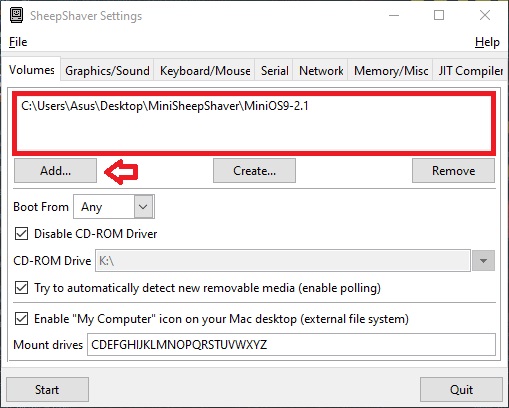 SheepShaver Settings
File Help
Volumes Graphics/Sound Keyboard/Mouse Serial Network Memory/Misc JIT Compiler
C:\Users\Asus\Desktop\MiniSheepShaver\MiniOS9-2.1
Add... Create... Remove
Boot From Any
Disable CD-ROM Driver
CD-ROM Drive K:\
Try to automatically detect new removable media (enable polling)
Enable "My Computer" icon on your Mac desktop (external file system)
Mount drives CDEFGHIJKLMNOPQRSTUVWXYZ
Start Quit